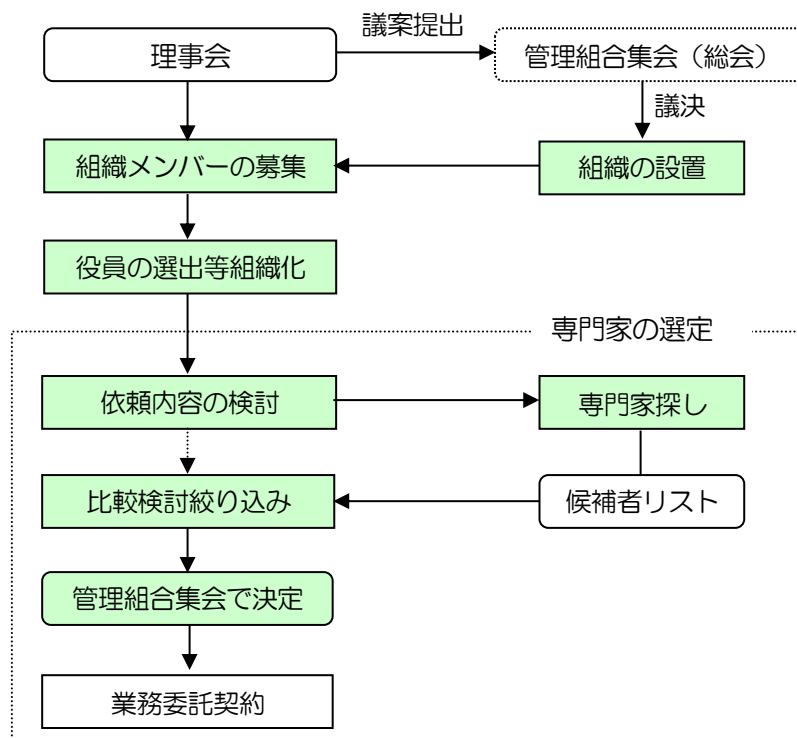 議案提出
理事会
管理組合集会（総会）
議決
組織メンバーの募集
組織の設置
役員の選出等組織化
専門家の選定
依頼内容の検討
専門家探し
比較検討絞り込み
候補者リスト
管理組合集会で決定
業務委託契約